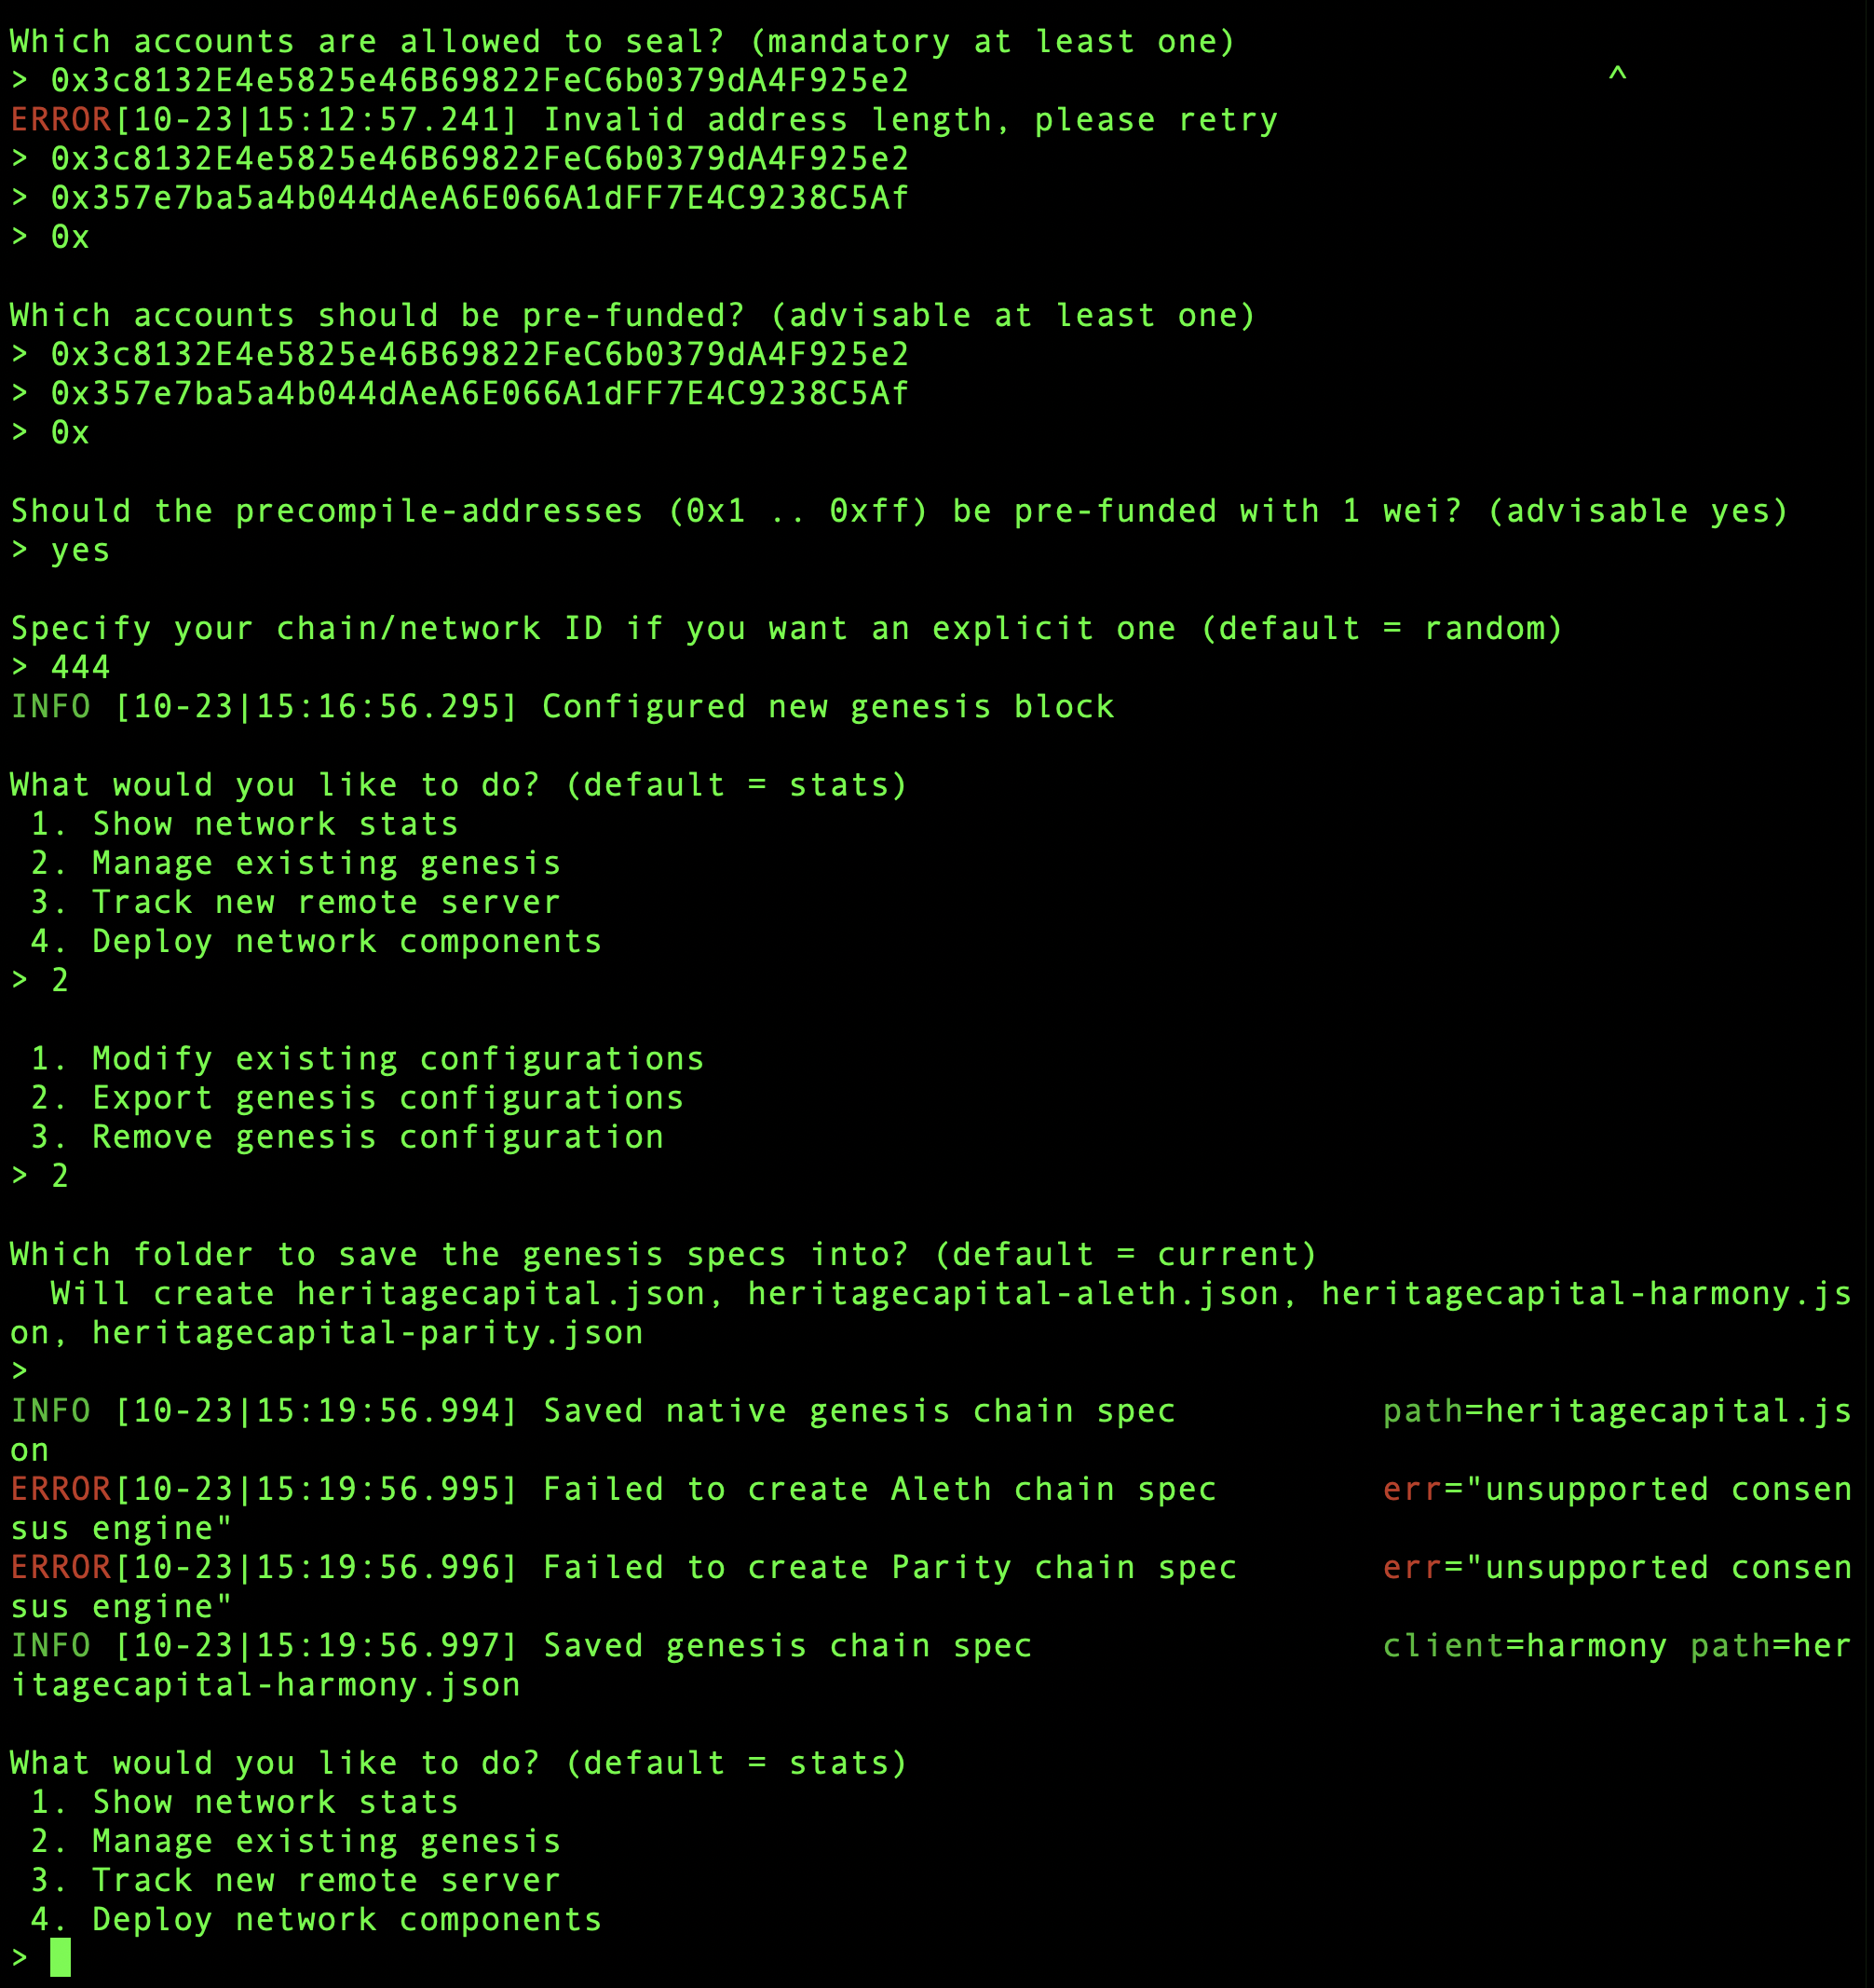 Which accounts are allowed to seal? (mandatory at least one)
> 0x3c8132E4e5825e46B69822FeC6b0379dA4F925e2                                  ^
ERROR[10-23|15:12:57.241] Invalid address length, please retry
> 0x3c8132E4e5825e46B69822FeC6b0379dA4F925e2
> 0x357e7ba5a4b044dAeA6E066A1dFF7E4C9238C5Af
> 0x
Which accounts should be pre-funded? (advisable at least one)
> 0x3c8132E4e5825e46B69822FeC6b0379dA4F925e2
> 0x357e7ba5a4b044dAeA6E066A1dFF7E4C9238C5Af
> 0x
Should the precompile-addresses (0x1 .. 0xff) be pre-funded with 1 wei? (advisable yes)
> yes
Specify your chain/network ID if you want an explicit one (default = random)
> 444
INFO [10-23|15:16:56.295] Configured new genesis block
What would you like to do? (default = stats)
 1. Show network stats
 2. Manage existing genesis
 3. Track new remote server
 4. Deploy network components
> 2
 1. Modify existing configurations
 2. Export genesis configurations
 3. Remove genesis configuration
> 2
Which folder to save the genesis specs into? (default = current)
  Will create heritagecapital.json, heritagecapital-aleth.json, heritagecapital-harmony.js
on, heritagecapital-parity.json
>
INFO [10-23|15:19:56.994] Saved native genesis chain spec          path=heritagecapital.js
on
ERROR[10-23|15:19:56.995] Failed to create Aleth chain spec        err="unsupported consen
sus engine"
ERROR[10-23|15:19:56.996] Failed to create Parity chain spec       err="unsupported consen
sus engine"
INFO [10-23|15:19:56.997] Saved genesis chain spec                 client=harmony path=her
itagecapital-harmony.json
What would you like to do? (default = stats)
 1. Show network stats
 2. Manage existing genesis
 3. Track new remote server
 4. Deploy network components
>